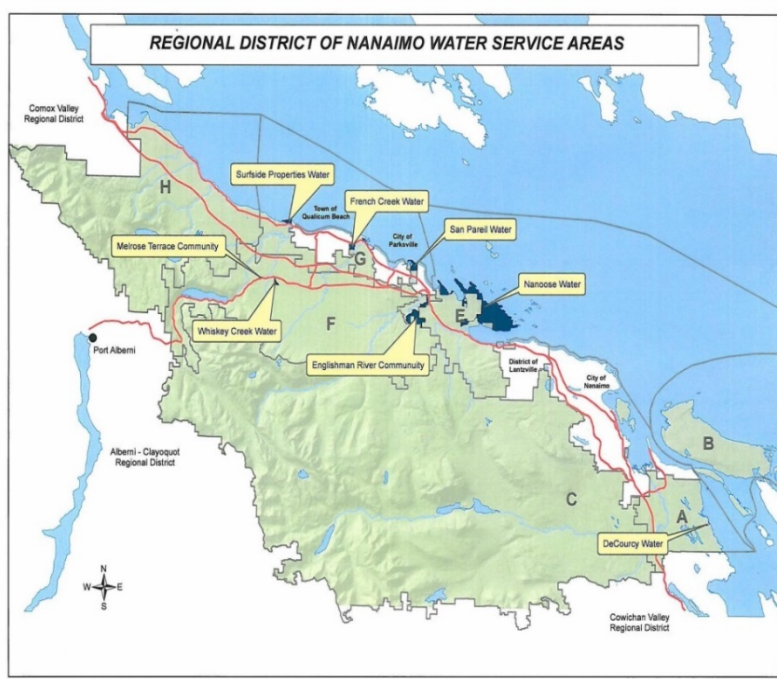 REGIONAL DISTRICT OF NANAIMO WATER SERVICE AREAS
Comox Valley
Regional District
H
Surfside Properties Water
Town of
Qualicum Beach
French Creek Water
City of
Parksville
San Pareil Water
Melrose Terrace Community
G
Nanoose Water
E
Whiskey Creek Water
F
Englishman River Communuity
Port Alberni
District of
Lantzville
City of
Nanaimo
Alberni - Clayoquot
Regional District
B
C
A
DeCourcy Water
N
W
E
S
Cowichan Valley
Regional District